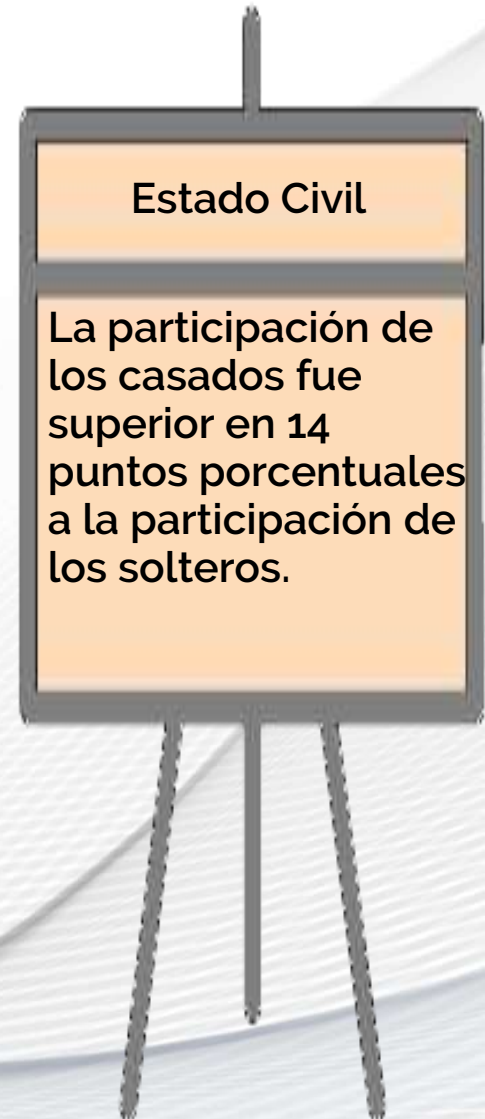 Estado Civil
La participación de
los casados fue
superior en 14
puntos porcentuales
a la participación de
los solteros.